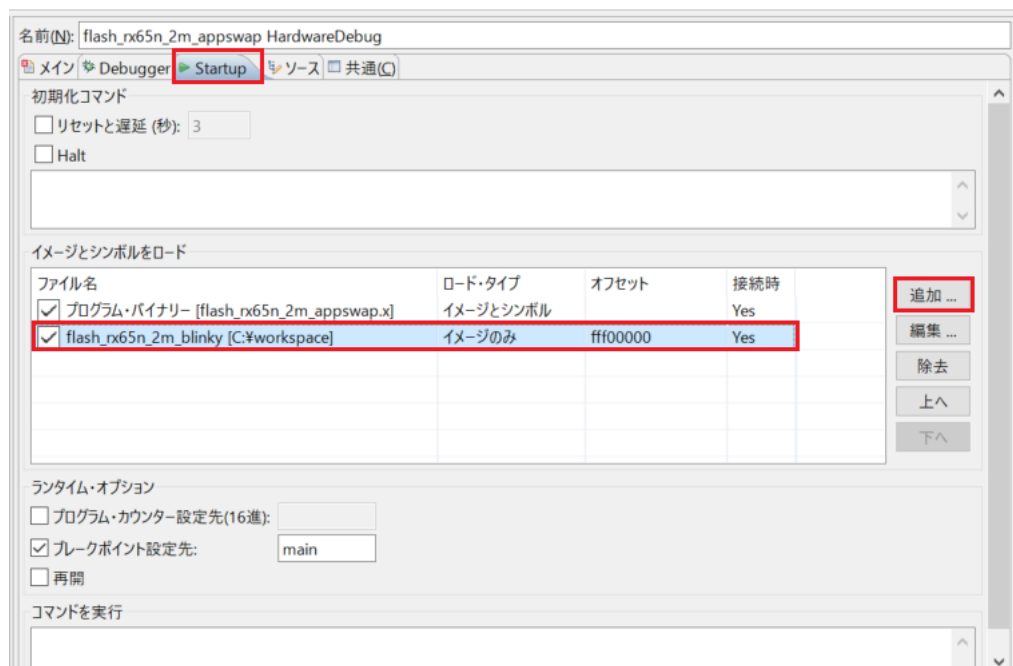 名前(N): flash_rx65n_2m_appswap HardwareDebug
メイン Debugger Startup ソース 共通(C)
初期化コマンド
リセットと遅延 (秒): 3
Halt
イメージとシンボルをロード
ファイル名 ロード・タイプ オフセット 接続時
プログラム・バイナリー [flash_rx65n_2m_appswap.x] イメージとシンボル Yes
flash_rx65n_2m_blinky [C:¥workspace] イメージのみ fff00000 Yes
追加 ...
編集 ...
除去
上へ
下へ
ランタイム・オプション
プログラム・カウンター設定先(16進):
ブレークポイント設定先: main
再開
コマンドを実行